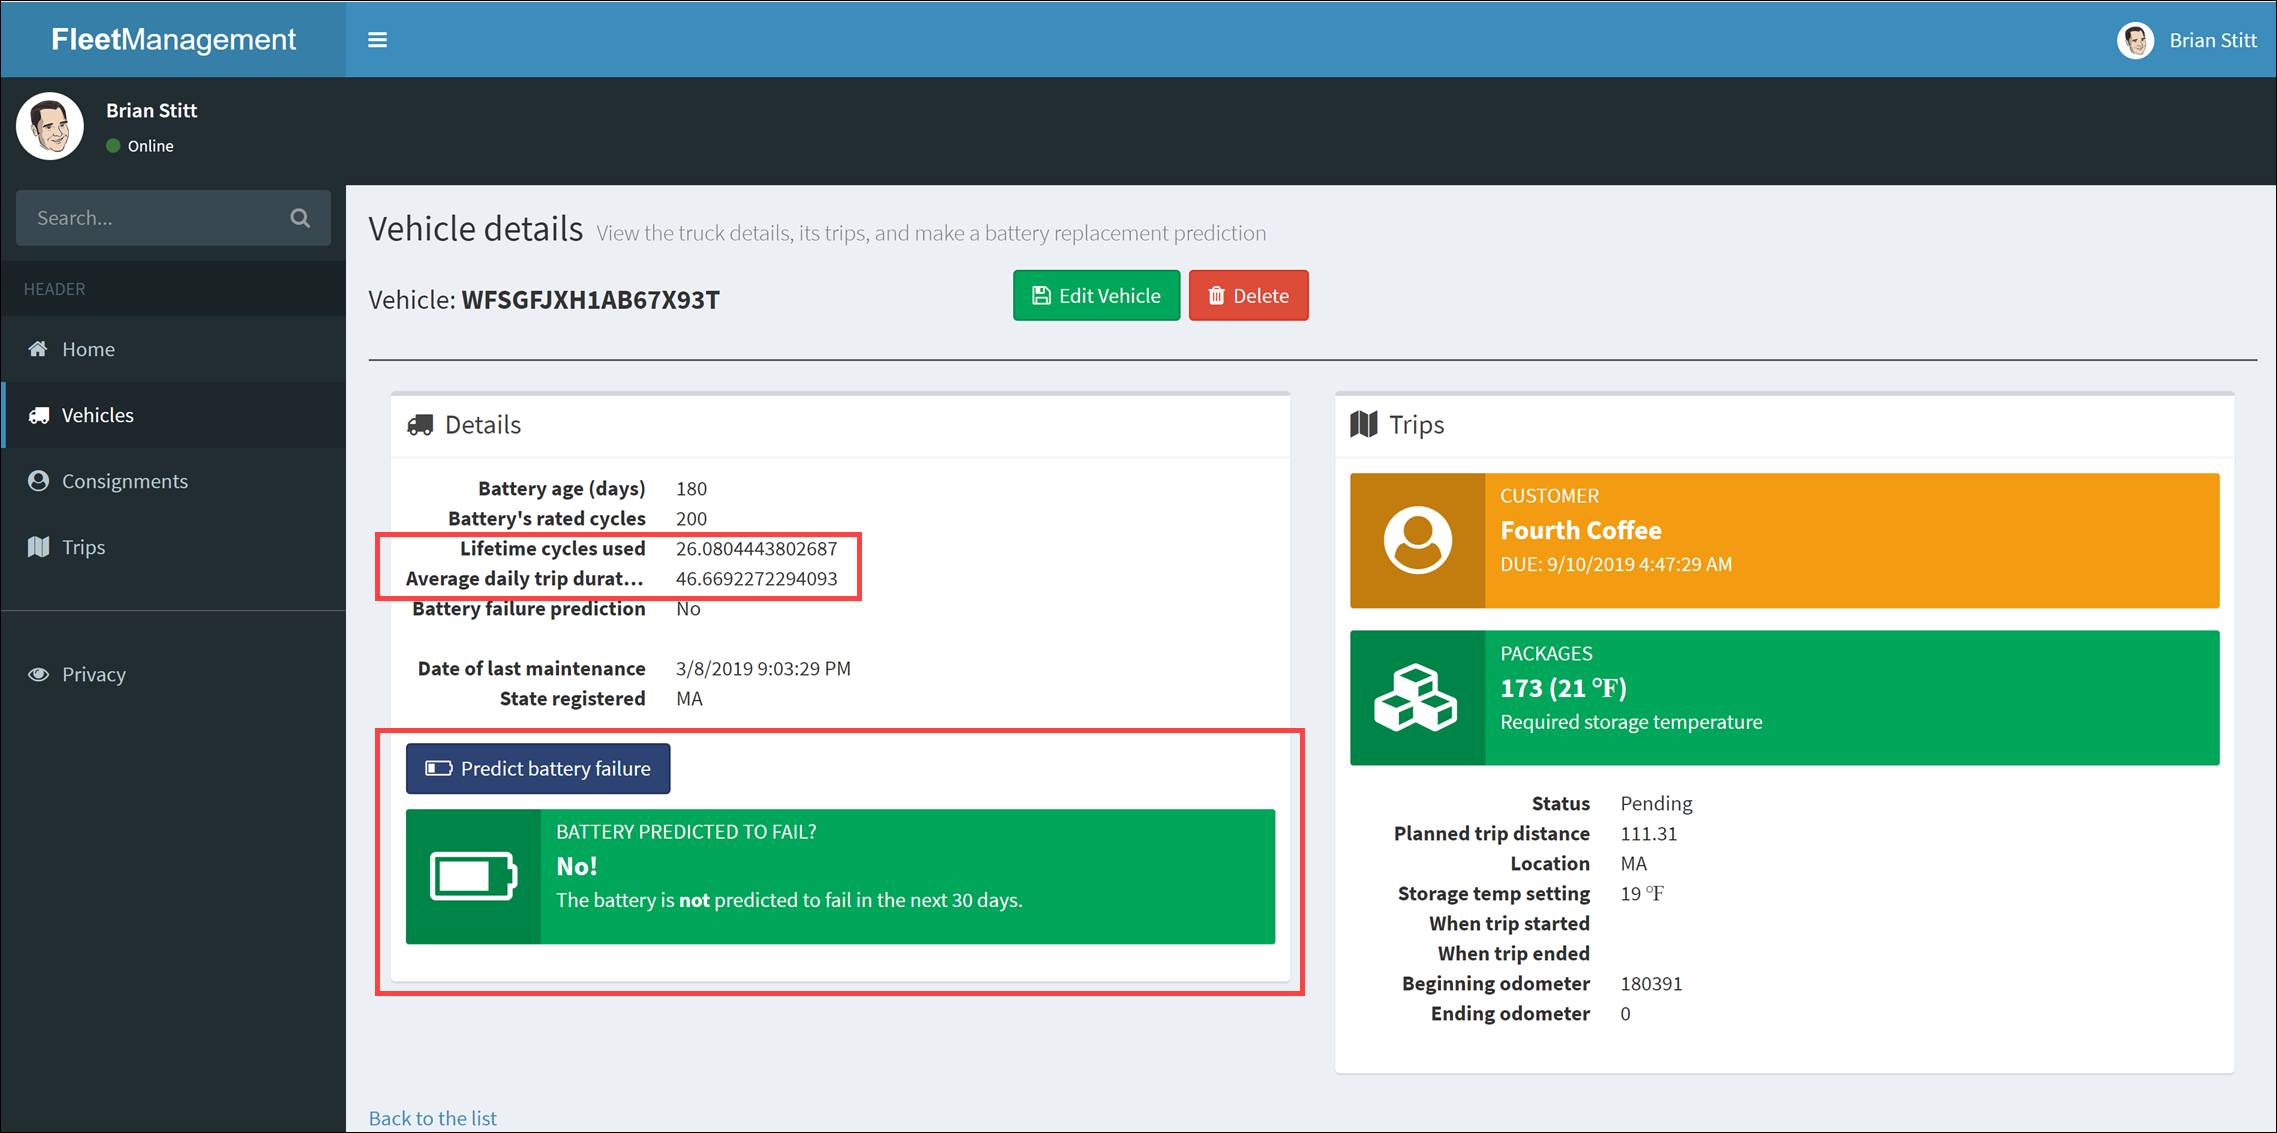 FleetManagement
Brian Stitt
Brian Stitt
Online
Search...
HEADER
Home
Vehicles
Consignments
Trips
Privacy
Vehicle details View the truck details, its trips, and make a battery replacement prediction
Vehicle: WFSGFJXH1AB67X93T
Edit Vehicle
Delete
Details
Battery age (days) 180
Battery's rated cycles 200
Lifetime cycles used 26.0804443802687
Average daily trip durat... 46.6692272294093
Battery failure prediction No
Date of last maintenance 3/8/2019 9:03:29 PM
State registered MA
Predict battery failure
BATTERY PREDICTED TO FAIL?
No!
The battery is not predicted to fail in the next 30 days.
Trips
CUSTOMER
Fourth Coffee
DUE: 9/10/2019 4:47:29 AM
PACKAGES
173 (21 °F)
Required storage temperature
Status Pending
Planned trip distance 111.31
Location MA
Storage temp setting 19 °F
When trip started
When trip ended
Beginning odometer 180391
Ending odometer 0
Back to the list